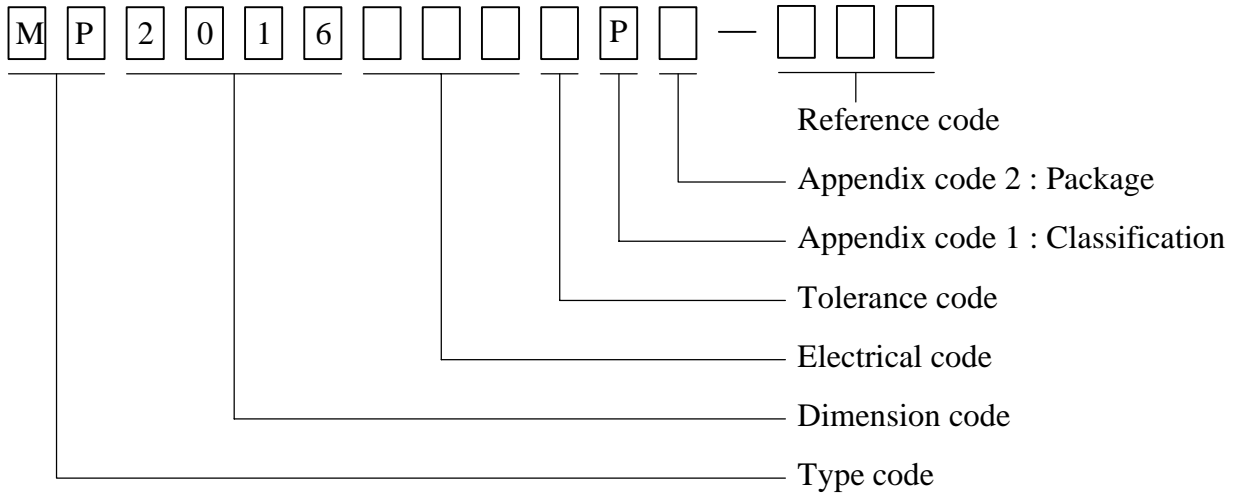 M P 2 0 1 6 P —
Reference code
Appendix code 2 : Package
Appendix code 1 : Classification
Tolerance code
Electrical code
Dimension code
Type code